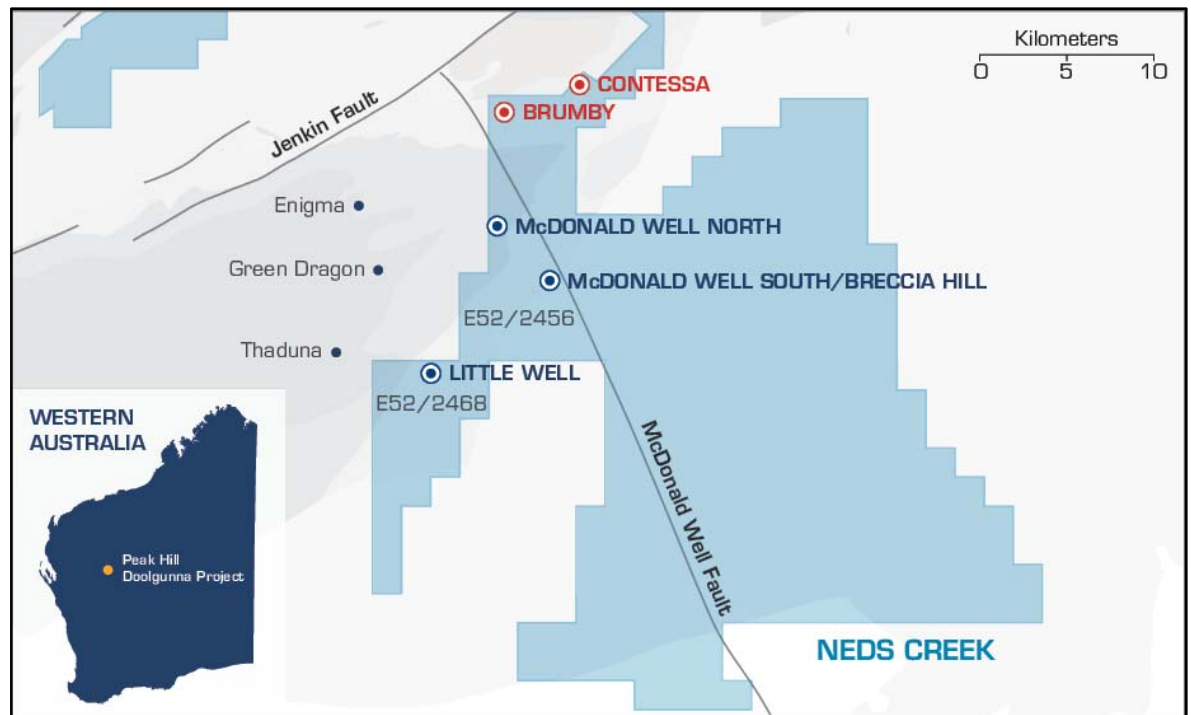 Kilometers
0 5 10
CONTESSA
BRUMBY
Jenkin Fault
Enigma
McDONALD WELL NORTH
Green Dragon
McDONALD WELL SOUTH/BRECCIA HILL
E52/2456
Thaduna
LITTLE WELL
E52/2468
McDonald Well Fault
WESTERN
AUSTRALIA
Peak Hill
Doolgunna Project
NEDS CREEK